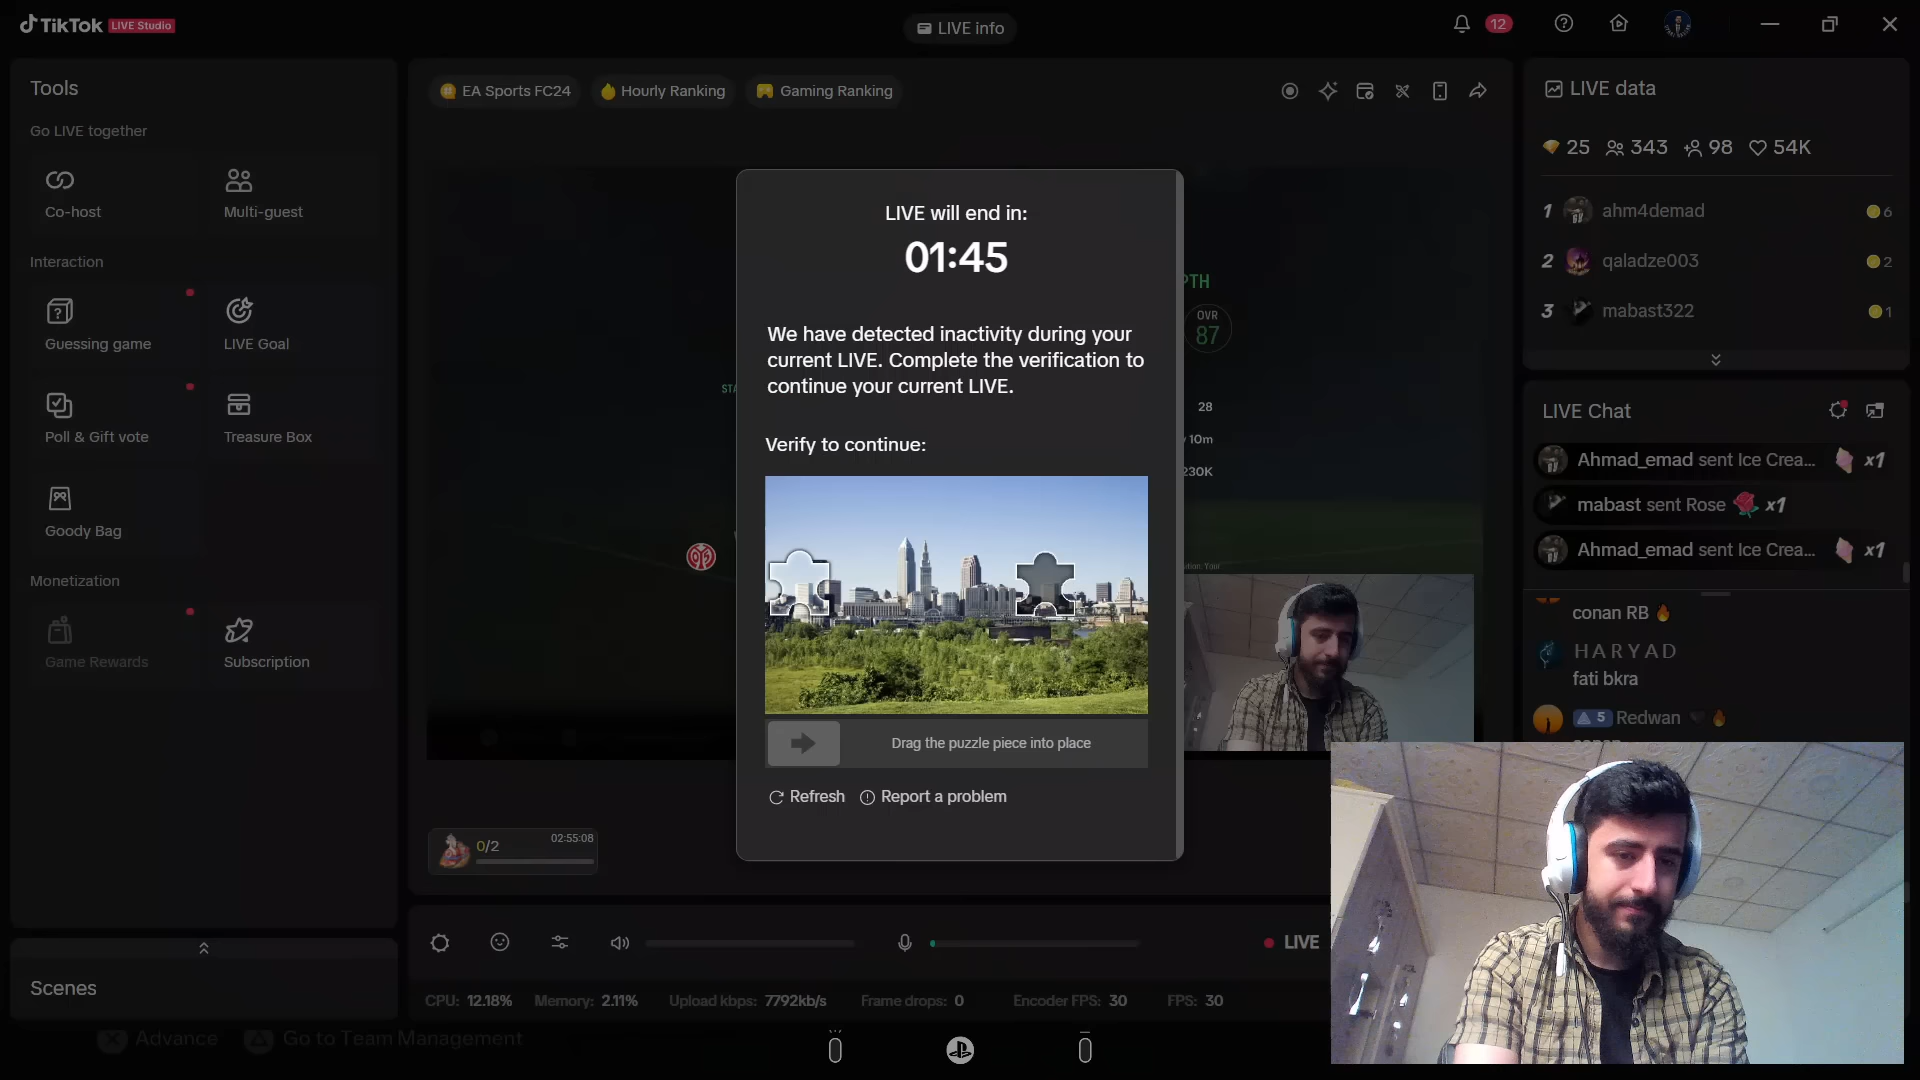 TikTok LIVE Studio
LIVE info
12
Tools
Go LIVE together
Co-host
Multi-guest
Interaction
Guessing game
LIVE Goal
Poll & Gift vote
Treasure Box
Goody Bag
Monetization
Game Rewards
Subscription
Scenes
EA Sports FC24
Hourly Ranking
Gaming Ranking
LIVE will end in:
01:45
We have detected inactivity during your
current LIVE. Complete the verification to
continue your current LIVE.
Verify to continue:
Drag the puzzle piece into place
Refresh
Report a problem
PTH
OVR
87
STA
28
10m
230K
0/2
02:55:08
LIVE
CPU: 12.18%
Memory: 2.11%
Upload kbps: 7792kb/s
Frame drops: 0
Encoder FPS: 30
FPS: 30
Advance
Go to Team Management
LIVE data
25
343
98
54K
1 ahm4demad 6
2 qaladze003 2
3 mabast322 1
LIVE Chat
Ahmad_emad sent Ice Crea... x1
mabast sent Rose x1
Ahmad_emad sent Ice Crea... x1
conan RB
HARYAD
fati bkra
5 Redwan